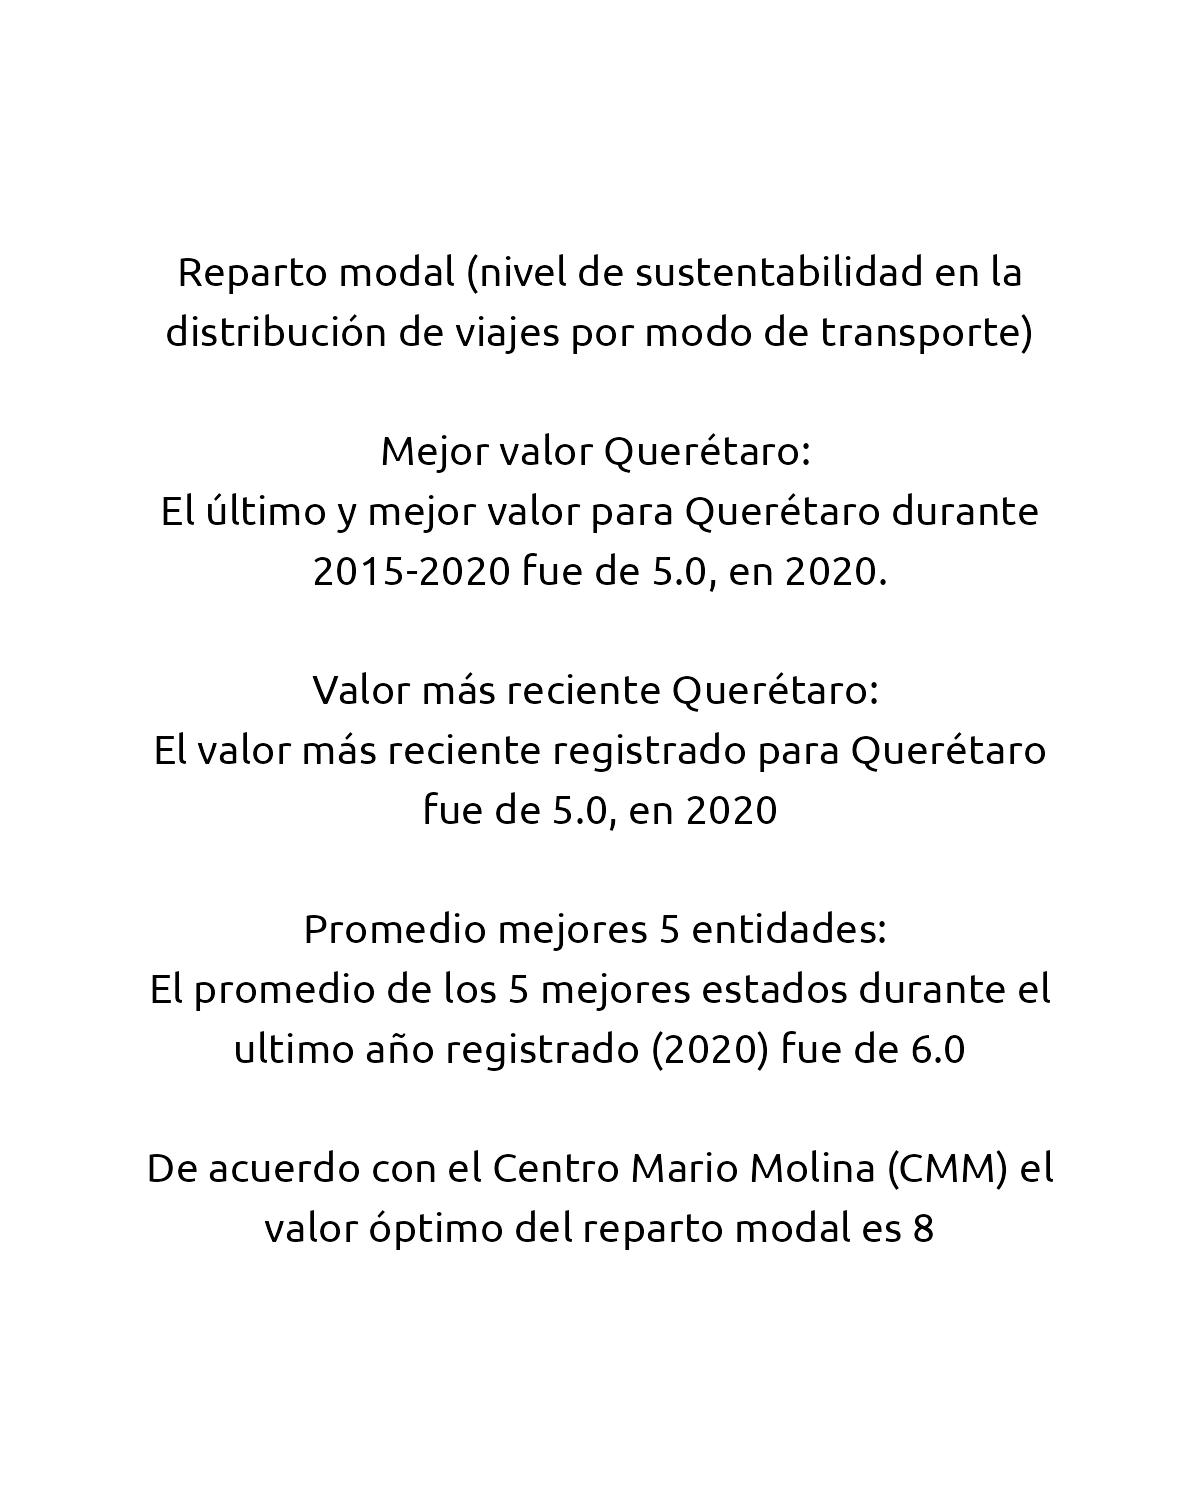 Reparto modal (nivel de sustentabilidad en la
distribución de viajes por modo de transporte)
Mejor valor Querétaro:
El último y mejor valor para Querétaro durante
2015-2020 fue de 5.0, en 2020.
Valor más reciente Querétaro:
El valor más reciente registrado para Querétaro
fue de 5.0, en 2020
Promedio mejores 5 entidades:
El promedio de los 5 mejores estados durante el
ultimo año registrado (2020) fue de 6.0
De acuerdo con el Centro Mario Molina (CMM) el
valor óptimo del reparto modal es 8